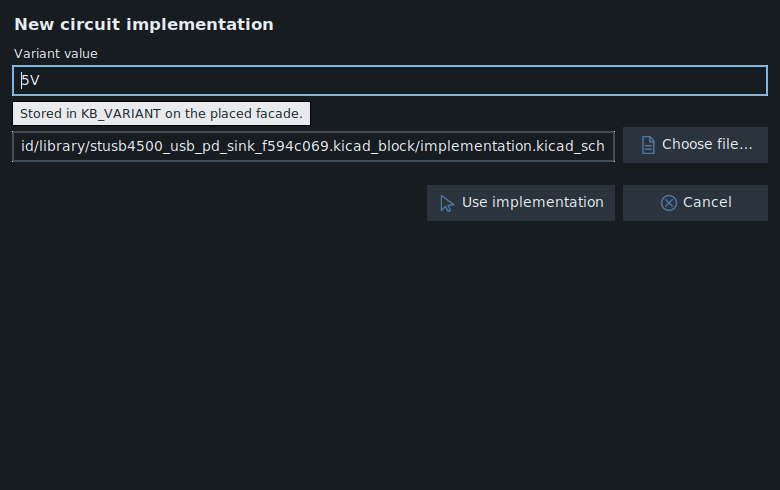 New circuit implementation
Variant value
5V
Stored in KB_VARIANT on the placed facade.
id/library/stusb4500_usb_pd_sink_f594c069.kicad_block/implementation.kicad_sch
Choose file...
Use implementation
Cancel